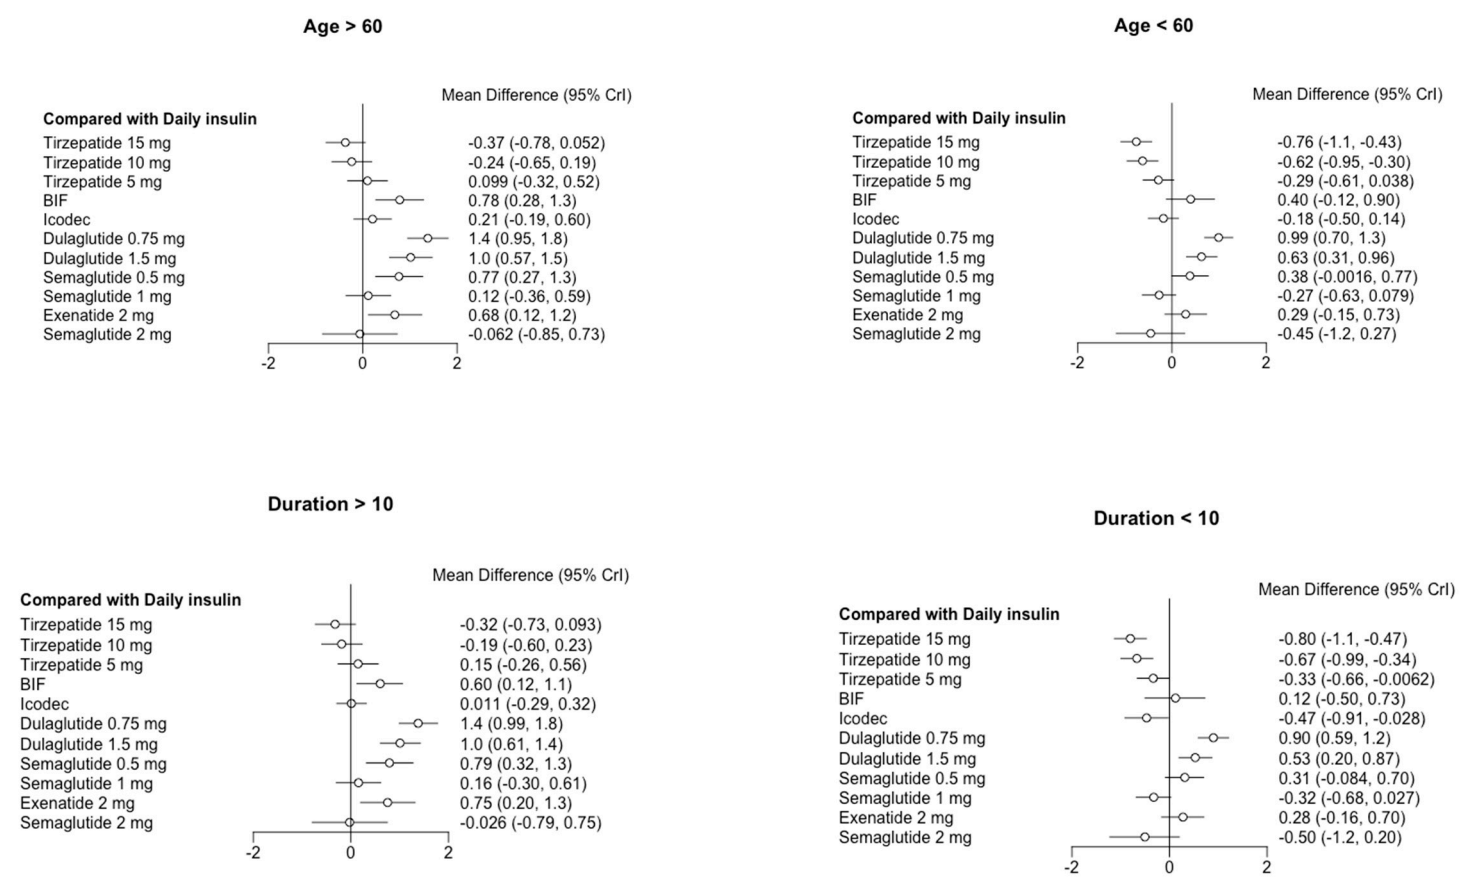 Age > 60
Mean Difference (95% CrI)
Compared with Daily insulin
Tirzepatide 15 mg -0.37 (-0.78, 0.052)
Tirzepatide 10 mg -0.24 (-0.65, 0.19)
Tirzepatide 5 mg 0.099 (-0.32, 0.52)
BIF 0.78 (0.28, 1.3)
Icodec 0.21 (-0.19, 0.60)
Dulaglutide 0.75 mg 1.4 (0.95, 1.8)
Dulaglutide 1.5 mg 1.0 (0.57, 1.5)
Semaglutide 0.5 mg 0.77 (0.27, 1.3)
Semaglutide 1 mg 0.12 (-0.36, 0.59)
Exenatide 2 mg 0.68 (0.12, 1.2)
Semaglutide 2 mg -0.062 (-0.85, 0.73)
-2 0 2
Age < 60
Mean Difference (95% CrI)
Compared with Daily insulin
Tirzepatide 15 mg -0.76 (-1.1, -0.43)
Tirzepatide 10 mg -0.62 (-0.95, -0.30)
Tirzepatide 5 mg -0.29 (-0.61, 0.038)
BIF 0.40 (-0.12, 0.90)
Icodec -0.18 (-0.50, 0.14)
Dulaglutide 0.75 mg 0.99 (0.70, 1.3)
Dulaglutide 1.5 mg 0.63 (0.31, 0.96)
Semaglutide 0.5 mg 0.38 (-0.0016, 0.77)
Semaglutide 1 mg -0.27 (-0.63, 0.079)
Exenatide 2 mg 0.29 (-0.15, 0.73)
Semaglutide 2 mg -0.45 (-1.2, 0.27)
-2 0 2
Duration > 10
Mean Difference (95% CrI)
Compared with Daily insulin
Tirzepatide 15 mg -0.32 (-0.73, 0.093)
Tirzepatide 10 mg -0.19 (-0.60, 0.23)
Tirzepatide 5 mg 0.15 (-0.26, 0.56)
BIF 0.60 (0.12, 1.1)
Icodec 0.011 (-0.29, 0.32)
Dulaglutide 0.75 mg 1.4 (0.99, 1.8)
Dulaglutide 1.5 mg 1.0 (0.61, 1.4)
Semaglutide 0.5 mg 0.79 (0.32, 1.3)
Semaglutide 1 mg 0.16 (-0.30, 0.61)
Exenatide 2 mg 0.75 (0.20, 1.3)
Semaglutide 2 mg -0.026 (-0.79, 0.75)
-2 0 2
Duration < 10
Mean Difference (95% CrI)
Compared with Daily insulin
Tirzepatide 15 mg -0.80 (-1.1, -0.47)
Tirzepatide 10 mg -0.67 (-0.99, -0.34)
Tirzepatide 5 mg -0.33 (-0.66, -0.0062)
BIF 0.12 (-0.50, 0.73)
Icodec -0.47 (-0.91, -0.028)
Dulaglutide 0.75 mg 0.90 (0.59, 1.2)
Dulaglutide 1.5 mg 0.53 (0.20, 0.87)
Semaglutide 0.5 mg 0.31 (-0.084, 0.70)
Semaglutide 1 mg -0.32 (-0.68, 0.027)
Exenatide 2 mg 0.28 (-0.16, 0.70)
Semaglutide 2 mg -0.50 (-1.2, 0.20)
-2 0 2